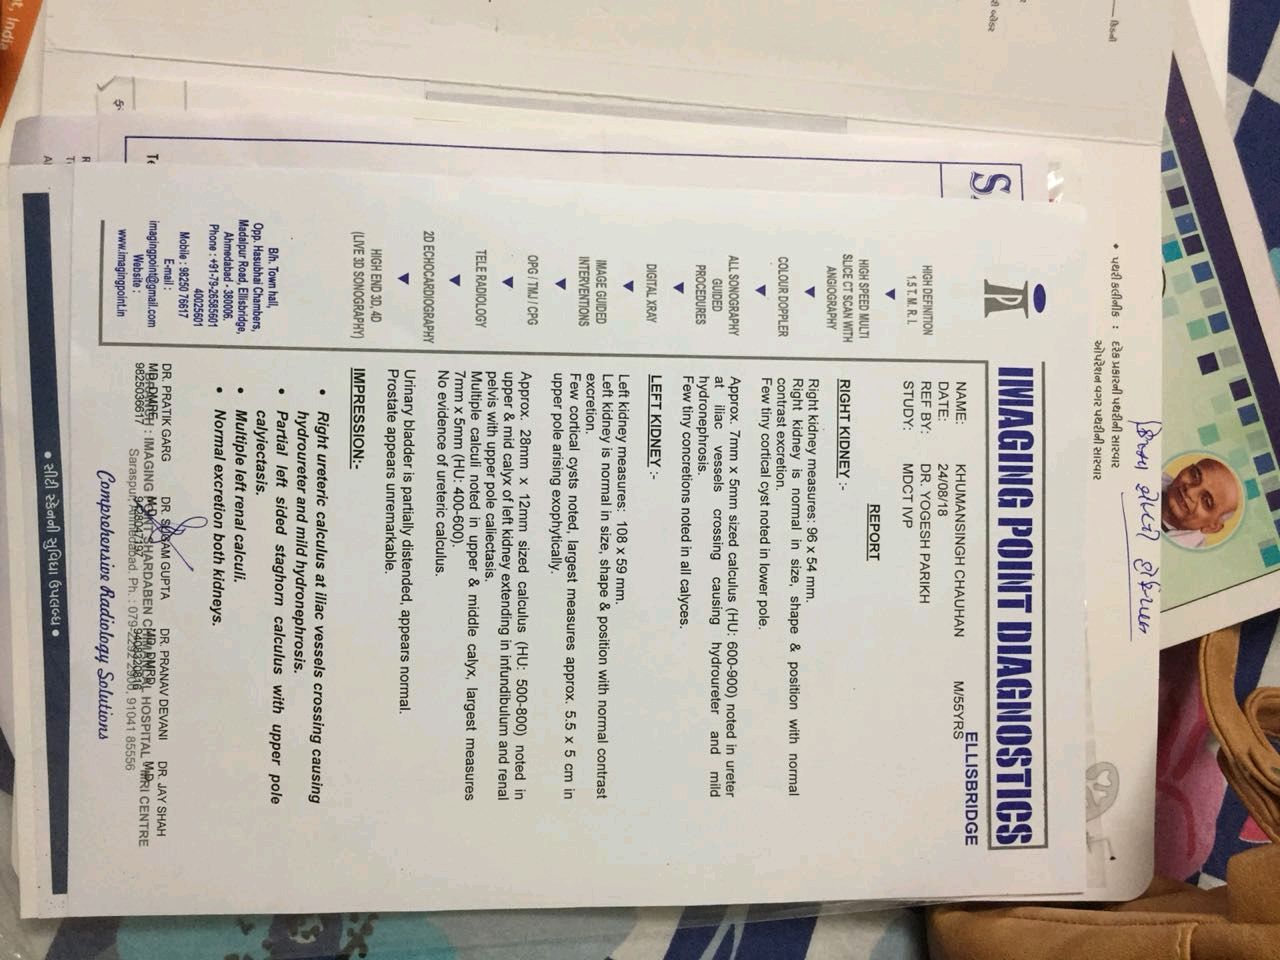 IMAGING POINT DIAGNOSTICS
ELLISBRIDGE
NAME: KHUMANSINGH CHAUHAN M/55YRS
DATE: 24/08/18
REF BY: DR. YOGESH PARIKH
STUDY: MDCT IVP
REPORT
RIGHT KIDNEY :-
Right kidney measures: 96 x 54 mm.
Right kidney is normal in size, shape & position with normal
contrast excretion.
Few tiny cortical cyst noted in lower pole.
Approx. 7mm x 5mm sized calculus (HU: 600-900) noted in ureter
at iliac vessels crossing causing hydroureter and mild
hydronephrosis.
Few tiny concretions noted in all calyces.
LEFT KIDNEY :-
Left kidney measures: 108 x 59 mm.
Left kidney is normal in size, shape & position with normal contrast
excretion.
Few cortical cysts noted, largest measures approx. 5.5 x 5 cm in
upper pole arising exophytically.
Approx. 28mm x 12mm sized calculus (HU: 500-800) noted in
upper & mid calyx of left kidney extending in infundibulum and renal
pelvis with upper pole caliectasis.
Multiple calculi noted in upper & middle calyx, largest measures
7mm x 5mm (HU: 400-600).
No evidence of ureteric calculus.
Urinary bladder is partially distended, appears normal.
Prostate appears unremarkable.
IMPRESSION:-
• Right ureteric calculus at iliac vessels crossing causing
hydroureter and mild hydronephrosis.
• Partial left sided staghorn calculus with upper pole
calyiectasis.
• Multiple left renal calculi.
• Normal excretion both kidneys.
DR. PRATIK GARG DR. SUGAM GUPTA DR. PRANAV DEVANI DR. JAY SHAH
9825036617
IMAGING POINT SHARDABEN HOSPITAL MRI CENTRE
Saraspur, Ahmedabad. Ph. : 079-2292 2900, 91041 85556
Comprehensive Radiology Solutions
HIGH DEFINITION
1.5 T. M. R. I.
HIGH SPEED MULTI
SLICE CT SCAN WITH
ANGIOGRAPHY
COLOUR DOPPLER
ALL SONOGRAPHY
GUIDED
PROCEDURES
DIGITAL XRAY
IMAGE GUIDED
INTERVENTIONS
OPG / TMJ / CPG
TELE RADIOLOGY
2D ECHOCARDIOGRAPHY
HIGH END 3D, 4D
(LIVE 3D SONOGRAPHY)
B/h. Town hall,
Opp. Hasubhai Chambers,
Madalpur Road, Ellisbridge,
Ahmedabad - 380006.
Phone : +91-79-26585601
40025601
Mobile : 98250 76617
E-mail :
imagingpoint@gmail.com
Website :
www.imagingpoint.in
• સીટી સ્કેનની સુવિધા ઉપલબ્ધ •
• પથરી ક્લીનીક : દરેક પ્રકારની પથરીની સારવાર
ઓપરેશન વગર પથરીની સારવાર
કિડની
India